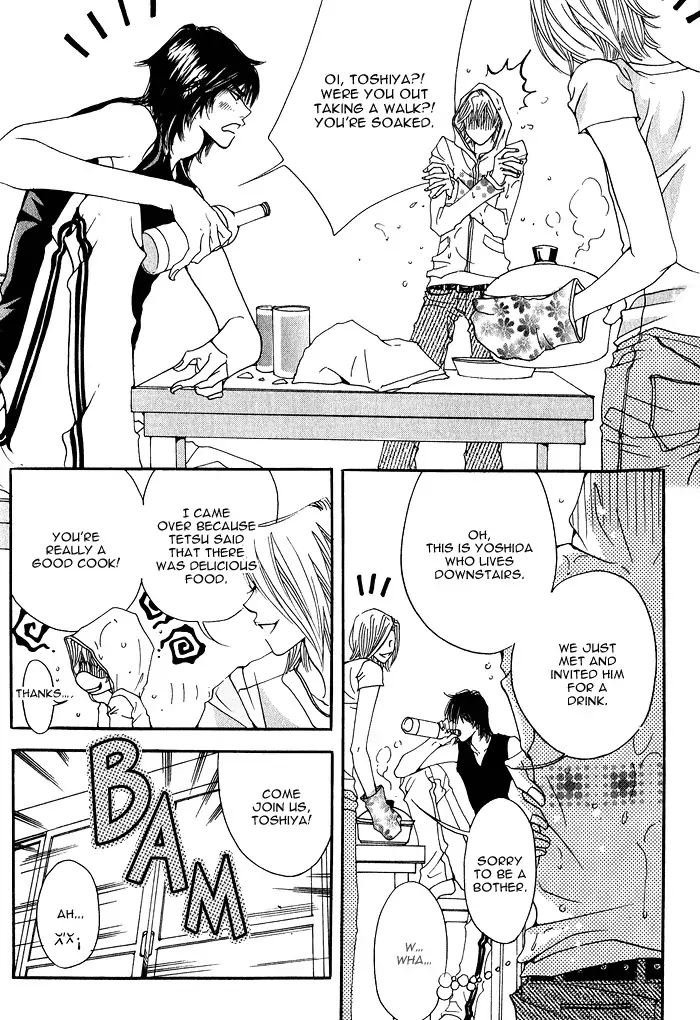 OI, TOSHIYA?!
WERE YOU OUT
TAKING A WALK?!
YOU'RE SOAKED.
OH,
THIS IS YOSHIDA
WHO LIVES
DOWNSTAIRS.
WE JUST
MET AND
INVITED HIM
FOR A
DRINK.
SORRY
TO BE A
BOTHER.
W...
WHA...
I CAME
OVER BECAUSE
TETSU SAID
THAT THERE
WAS DELICIOUS
FOOD.
YOU'RE
REALLY A
GOOD COOK!
THANKS...
COME
JOIN US,
TOSHIYA!
BAM
AH...